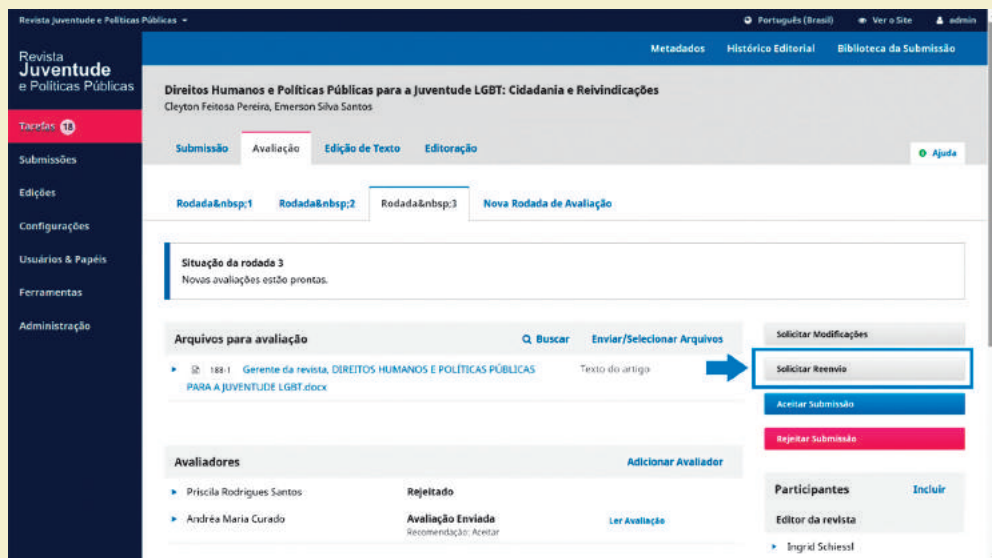 Revista Juventude e Políticas Públicas
Português (Brasil) Ver o Site admin
Revista
Juventude
e Políticas Públicas
Metadados Histórico Editorial Biblioteca da Submissão
Direitos Humanos e Políticas Públicas para a Juventude LGBT: Cidadania e Reivindicações
Cleyton Feitosa Pereira, Emerson Silva Santos
Tarefas 18
Submissões
Edições
Configurações
Usuários & Papéis
Ferramentas
Administração
Submissão Avaliação Edição de Texto Editoração
Ajuda
Rodada&nbsp;1 Rodada&nbsp;2 Rodada&nbsp;3 Nova Rodada de Avaliação
Situação da rodada 3
Novas avaliações estão prontas.
Arquivos para avaliação Buscar Enviar/Selecionar Arquivos
188-1 Gerente da revista, DIREITOS HUMANOS E POLÍTICAS PÚBLICAS Texto do artigo
PARA A JUVENTUDE LGBT.docx
Solicitar Modificações
Solicitar Reenvio
Aceitar Submissão
Rejeitar Submissão
Avaliadores Adicionar Avaliador
Priscila Rodrigues Santos Rejeitado
Andréa Maria Curado Avaliação Enviada Ler Avaliação
Recomendação: Aceitar
Participantes Incluir
Editor da revista
Ingrid Schiessl